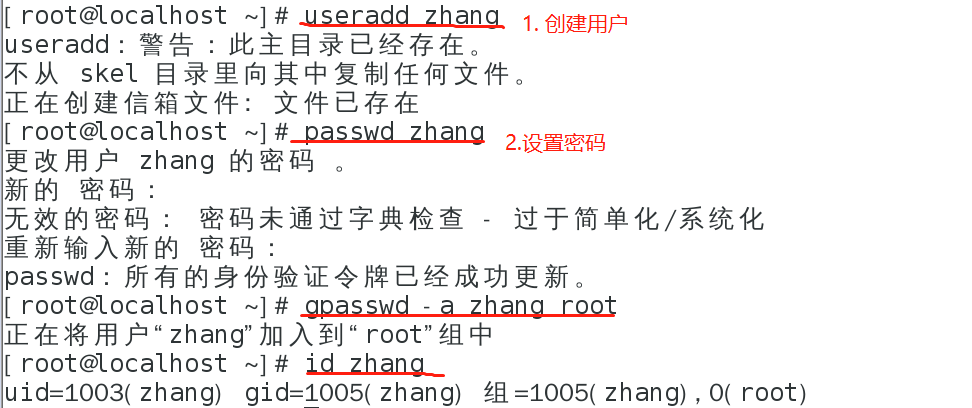 [root@localhost ~]# useradd zhang 1. 创建用户
useradd：警告：此主目录已经存在。
不从 skel 目录里向其中复制任何文件。
正在创建信箱文件: 文件已存在
[root@localhost ~]# passwd zhang 2.设置密码
更改用户 zhang 的密码 。
新的 密码：
无效的密码： 密码未通过字典检查 - 过于简单化/系统化
重新输入新的 密码：
passwd：所有的身份验证令牌已经成功更新。
[root@localhost ~]# gpasswd -a zhang root
正在将用户“zhang”加入到“root”组中
[root@localhost ~]# id zhang
uid=1003(zhang) gid=1005(zhang) 组=1005(zhang),0(root)